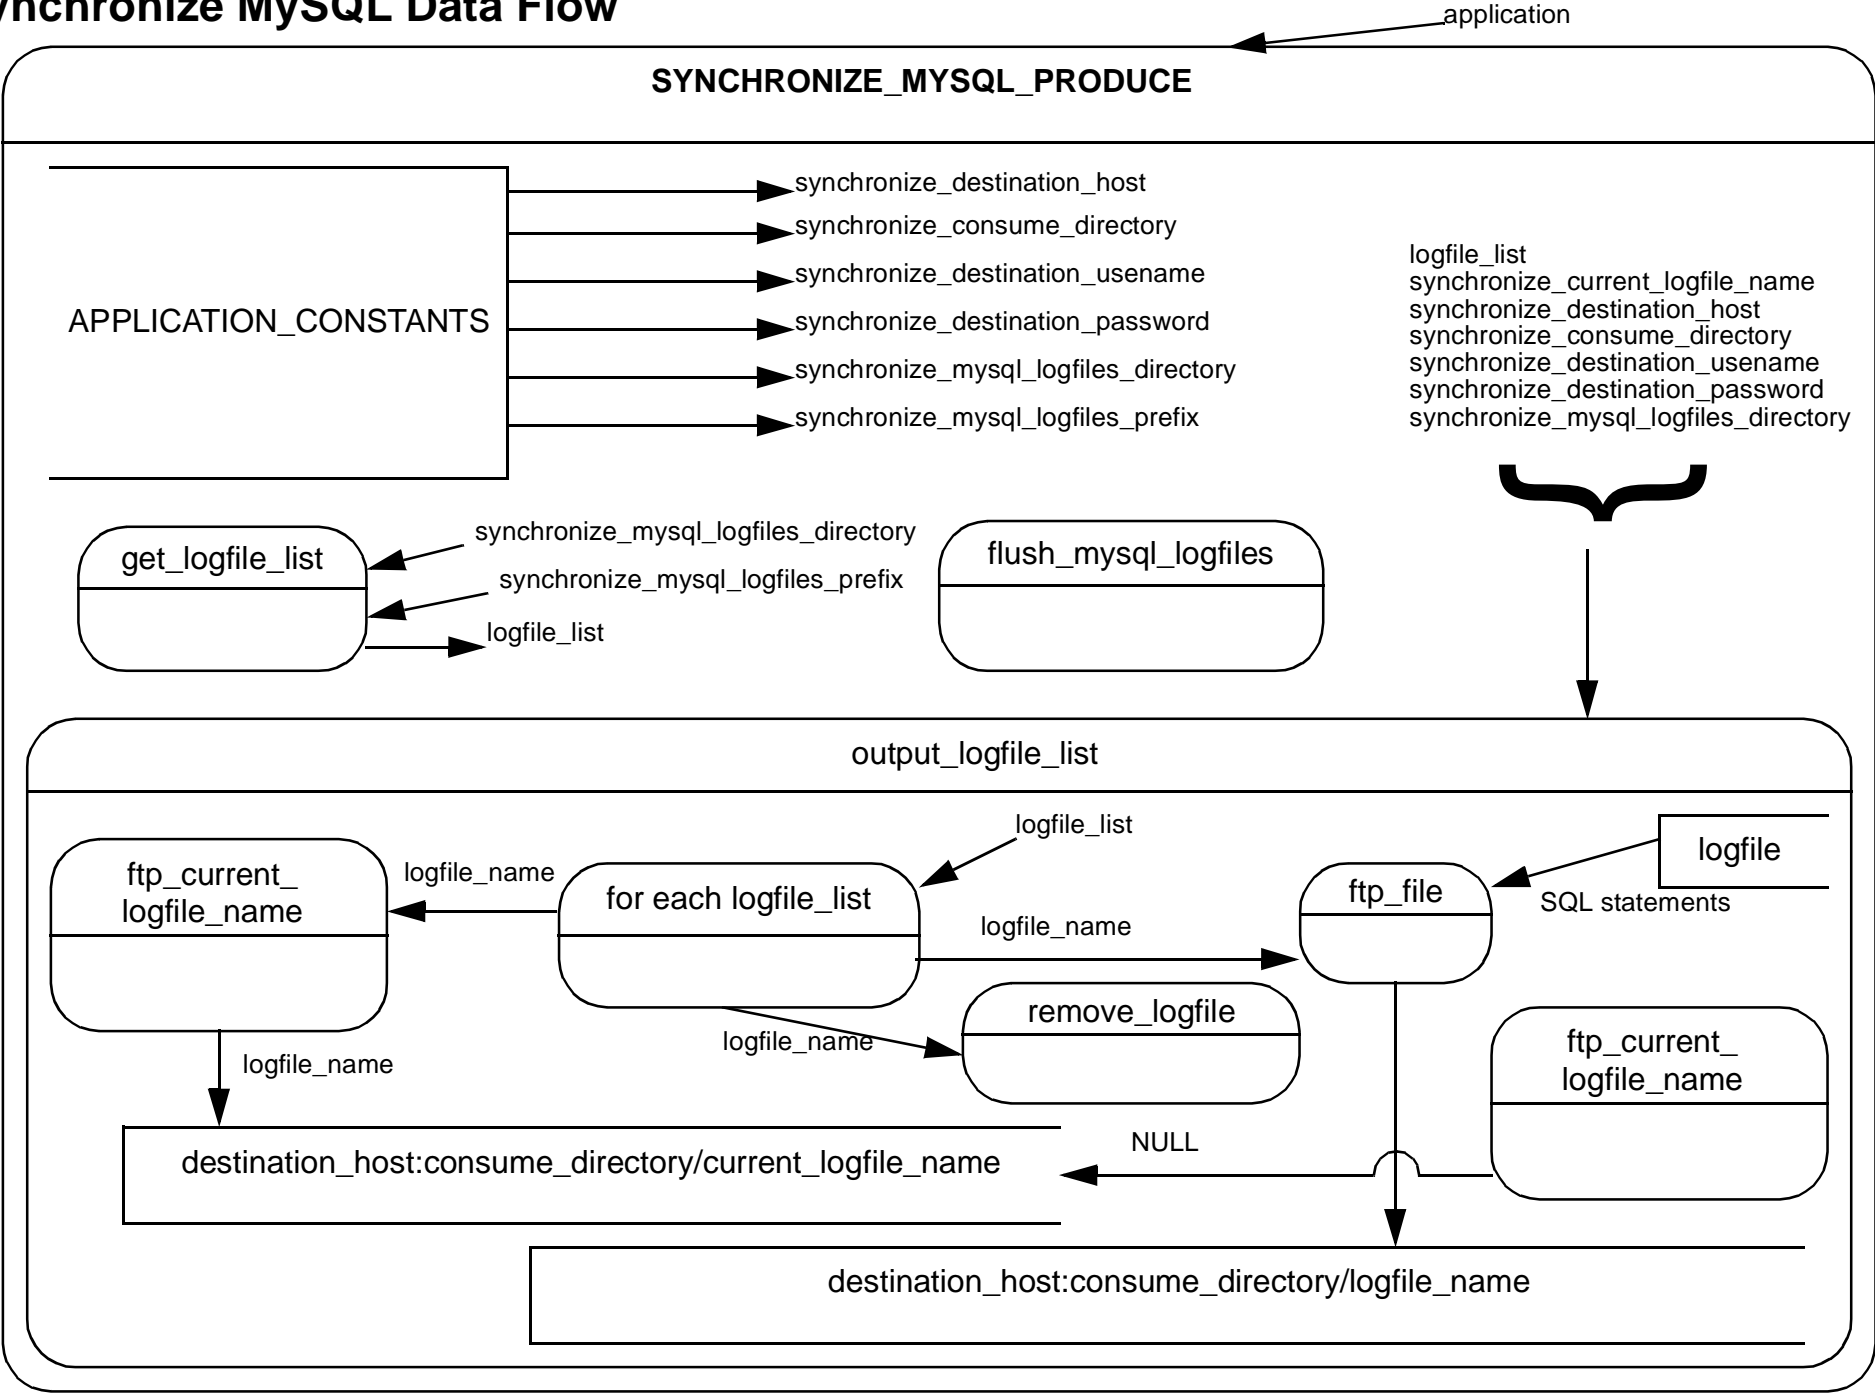 ynchronize MySQL Data Flow
application
SYNCHRONIZE_MYSQL_PRODUCE
APPLICATION_CONSTANTS
synchronize_destination_host
synchronize_consume_directory
synchronize_destination_usename
synchronize_destination_password
synchronize_mysql_logfiles_directory
synchronize_mysql_logfiles_prefix
logfile_list
synchronize_current_logfile_name
synchronize_destination_host
synchronize_consume_directory
synchronize_destination_usename
synchronize_destination_password
synchronize_mysql_logfiles_directory
get_logfile_list
synchronize_mysql_logfiles_directory
synchronize_mysql_logfiles_prefix
logfile_list
flush_mysql_logfiles
output_logfile_list
ftp_current_
logfile_name
logfile_name
for each logfile_list
logfile_list
logfile_name
ftp_file
logfile
SQL statements
logfile_name
remove_logfile
ftp_current_
logfile_name
logfile_name
NULL
destination_host:consume_directory/current_logfile_name
destination_host:consume_directory/logfile_name